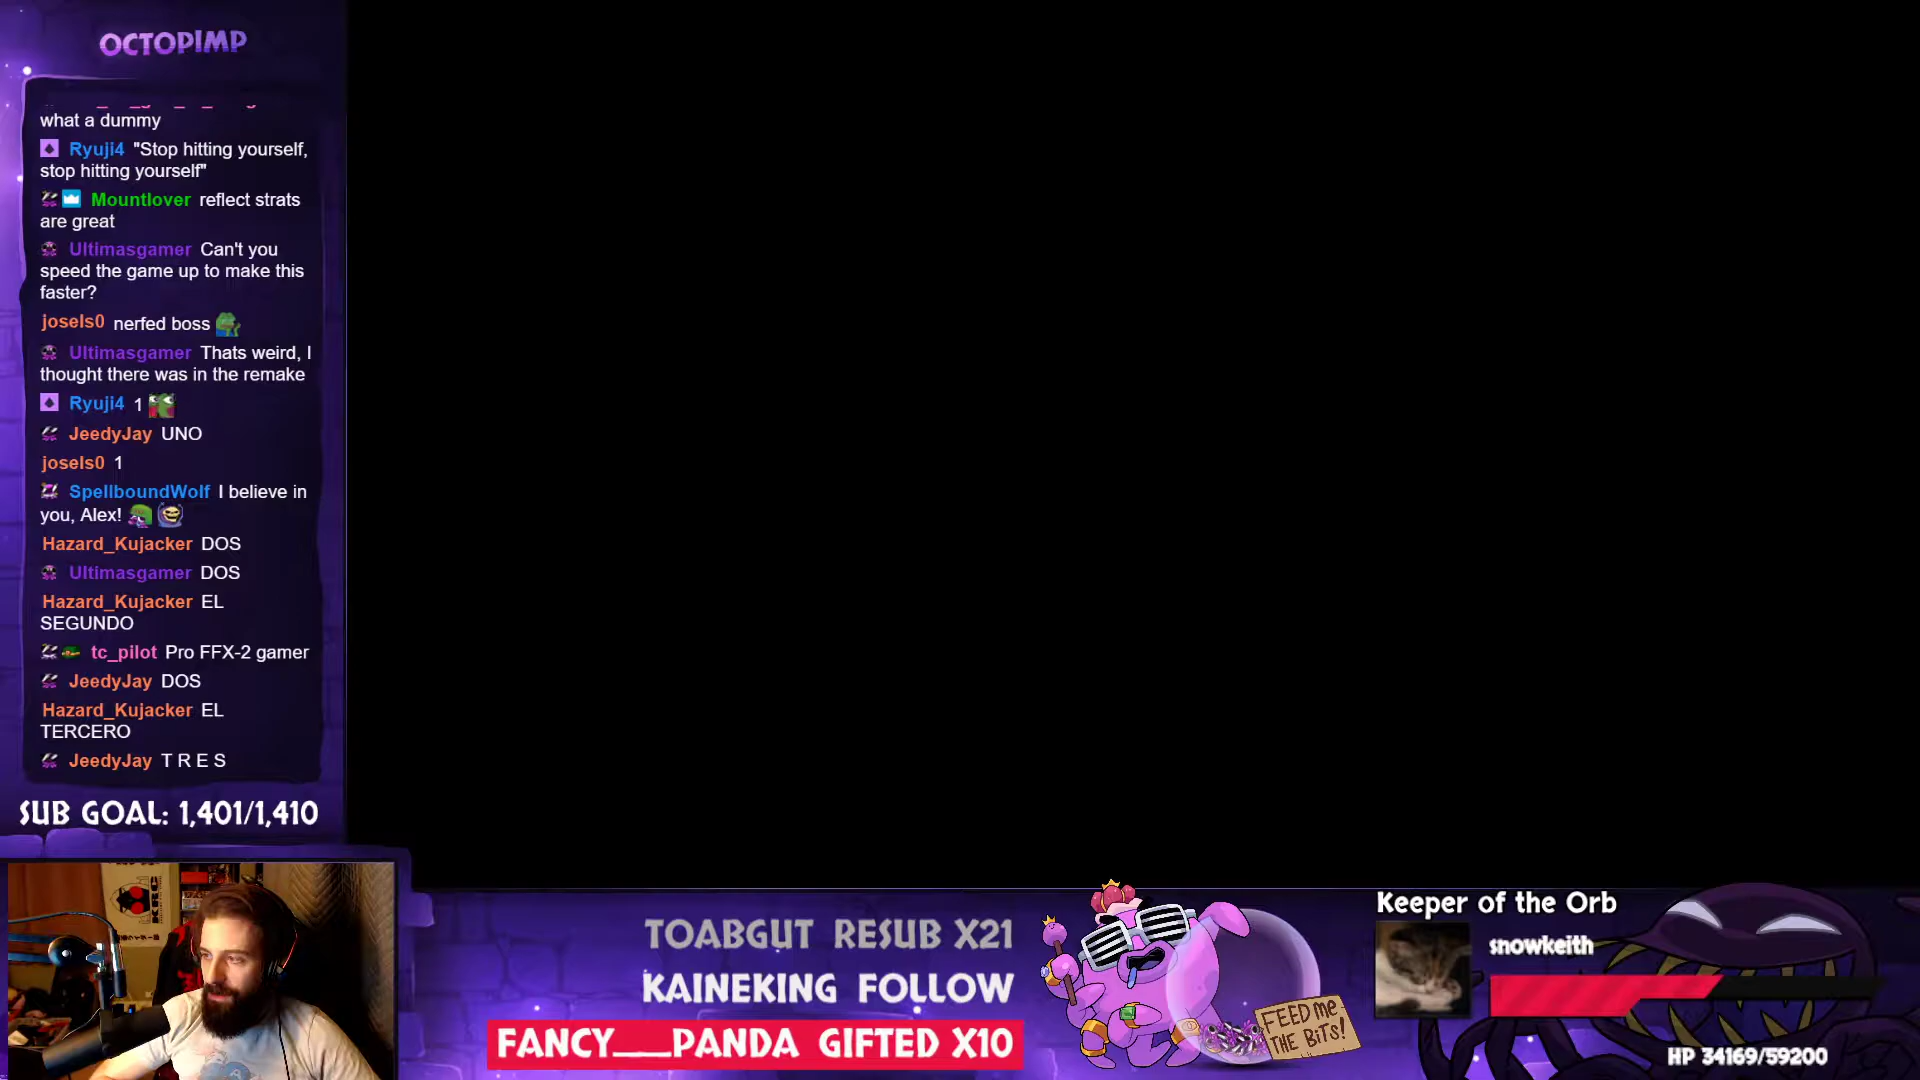 OCTOPIMP
what a dummy
Ryuji4 "Stop hitting yourself,
stop hitting yourself"
Mountlover reflect strats
are great
Ultimasgamer Can't you
speed the game up to make this
faster?
josels0 nerfed boss
Ultimasgamer Thats weird, I
thought there was in the remake
Ryuji4 1
JeedyJay UNO
josels0 1
SpellboundWolf I believe in
you, Alex!
Hazard_Kujacker DOS
Ultimasgamer DOS
Hazard_Kujacker EL
SEGUNDO
tc_pilot Pro FFX-2 gamer
JeedyJay DOS
Hazard_Kujacker EL
TERCERO
JeedyJay T R E S
SUB GOAL: 1,401/1,410
TOABGUT RESUB X21
KAINEKING FOLLOW
FANCY__PANDA GIFTED X10
FEED ME
THE BITS!
Keeper of the Orb
snowkeith
HP 34169/59200